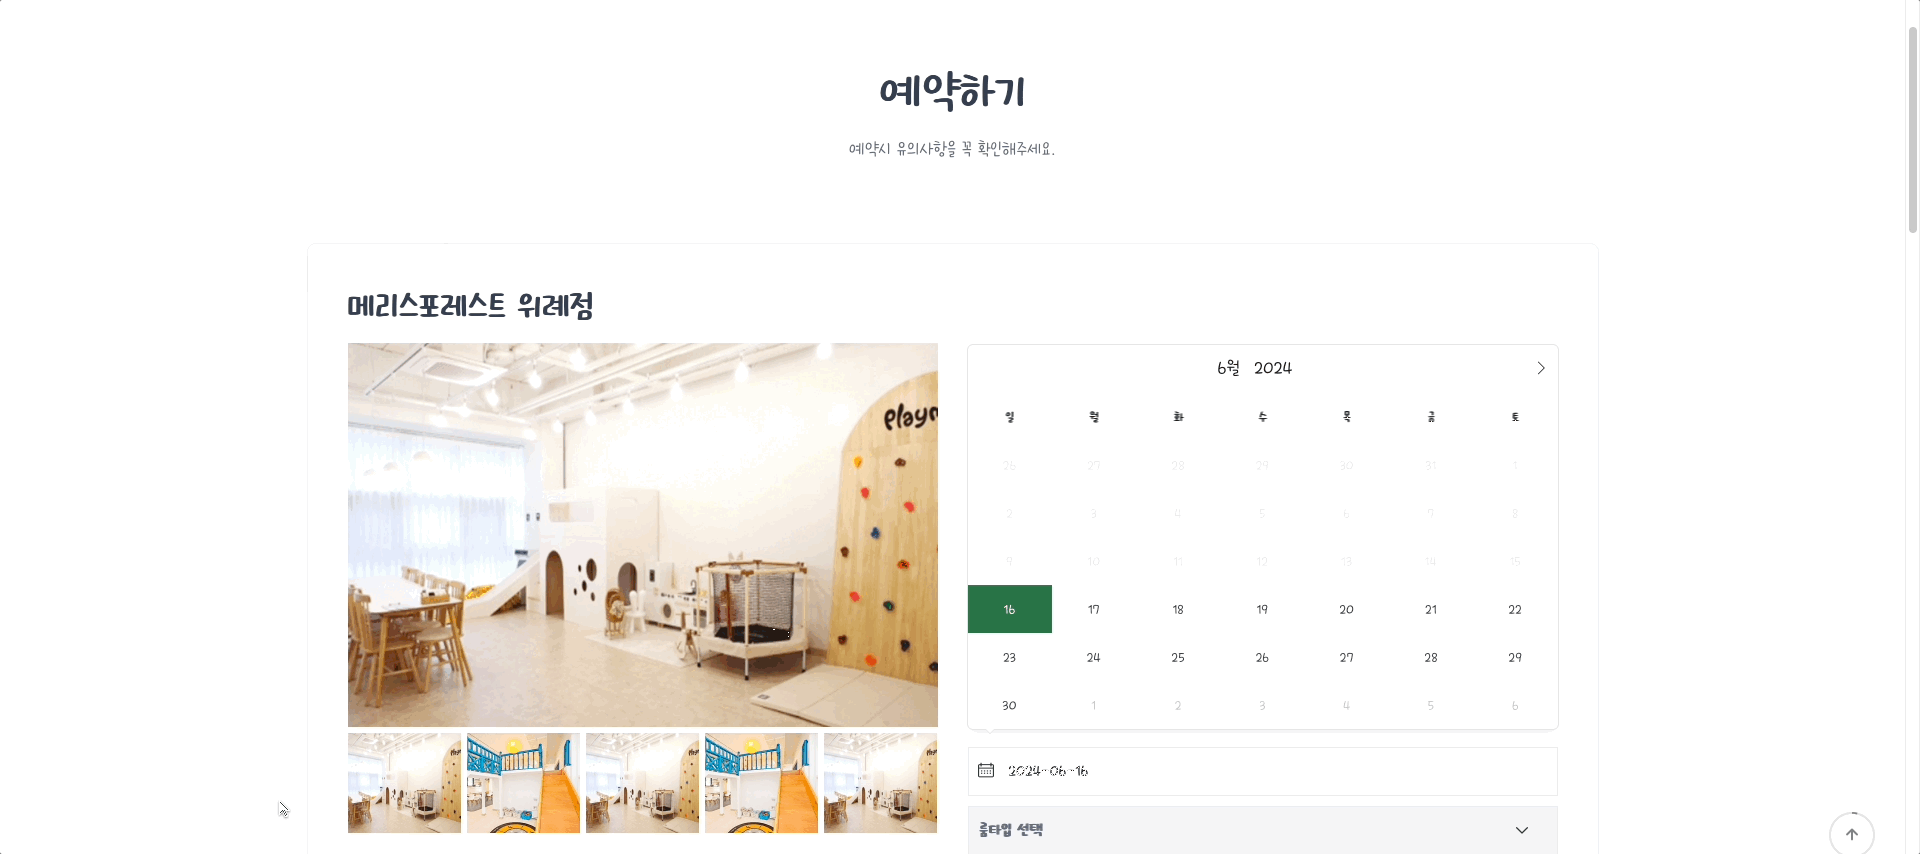 예약하기
예약시 유의사항을 꼭 확인해주세요.
메리스포레스트 위례점
playm
6월 2024
일 월 화 수 목 금 토
26 27 28 29 30 31 1
2 3 4 5 6 7 8
9 10 11 12 13 14 15
16 17 18 19 20 21 22
23 24 25 26 27 28 29
30 1 2 3 4 5 6
2024-06-16
룸타입 선택